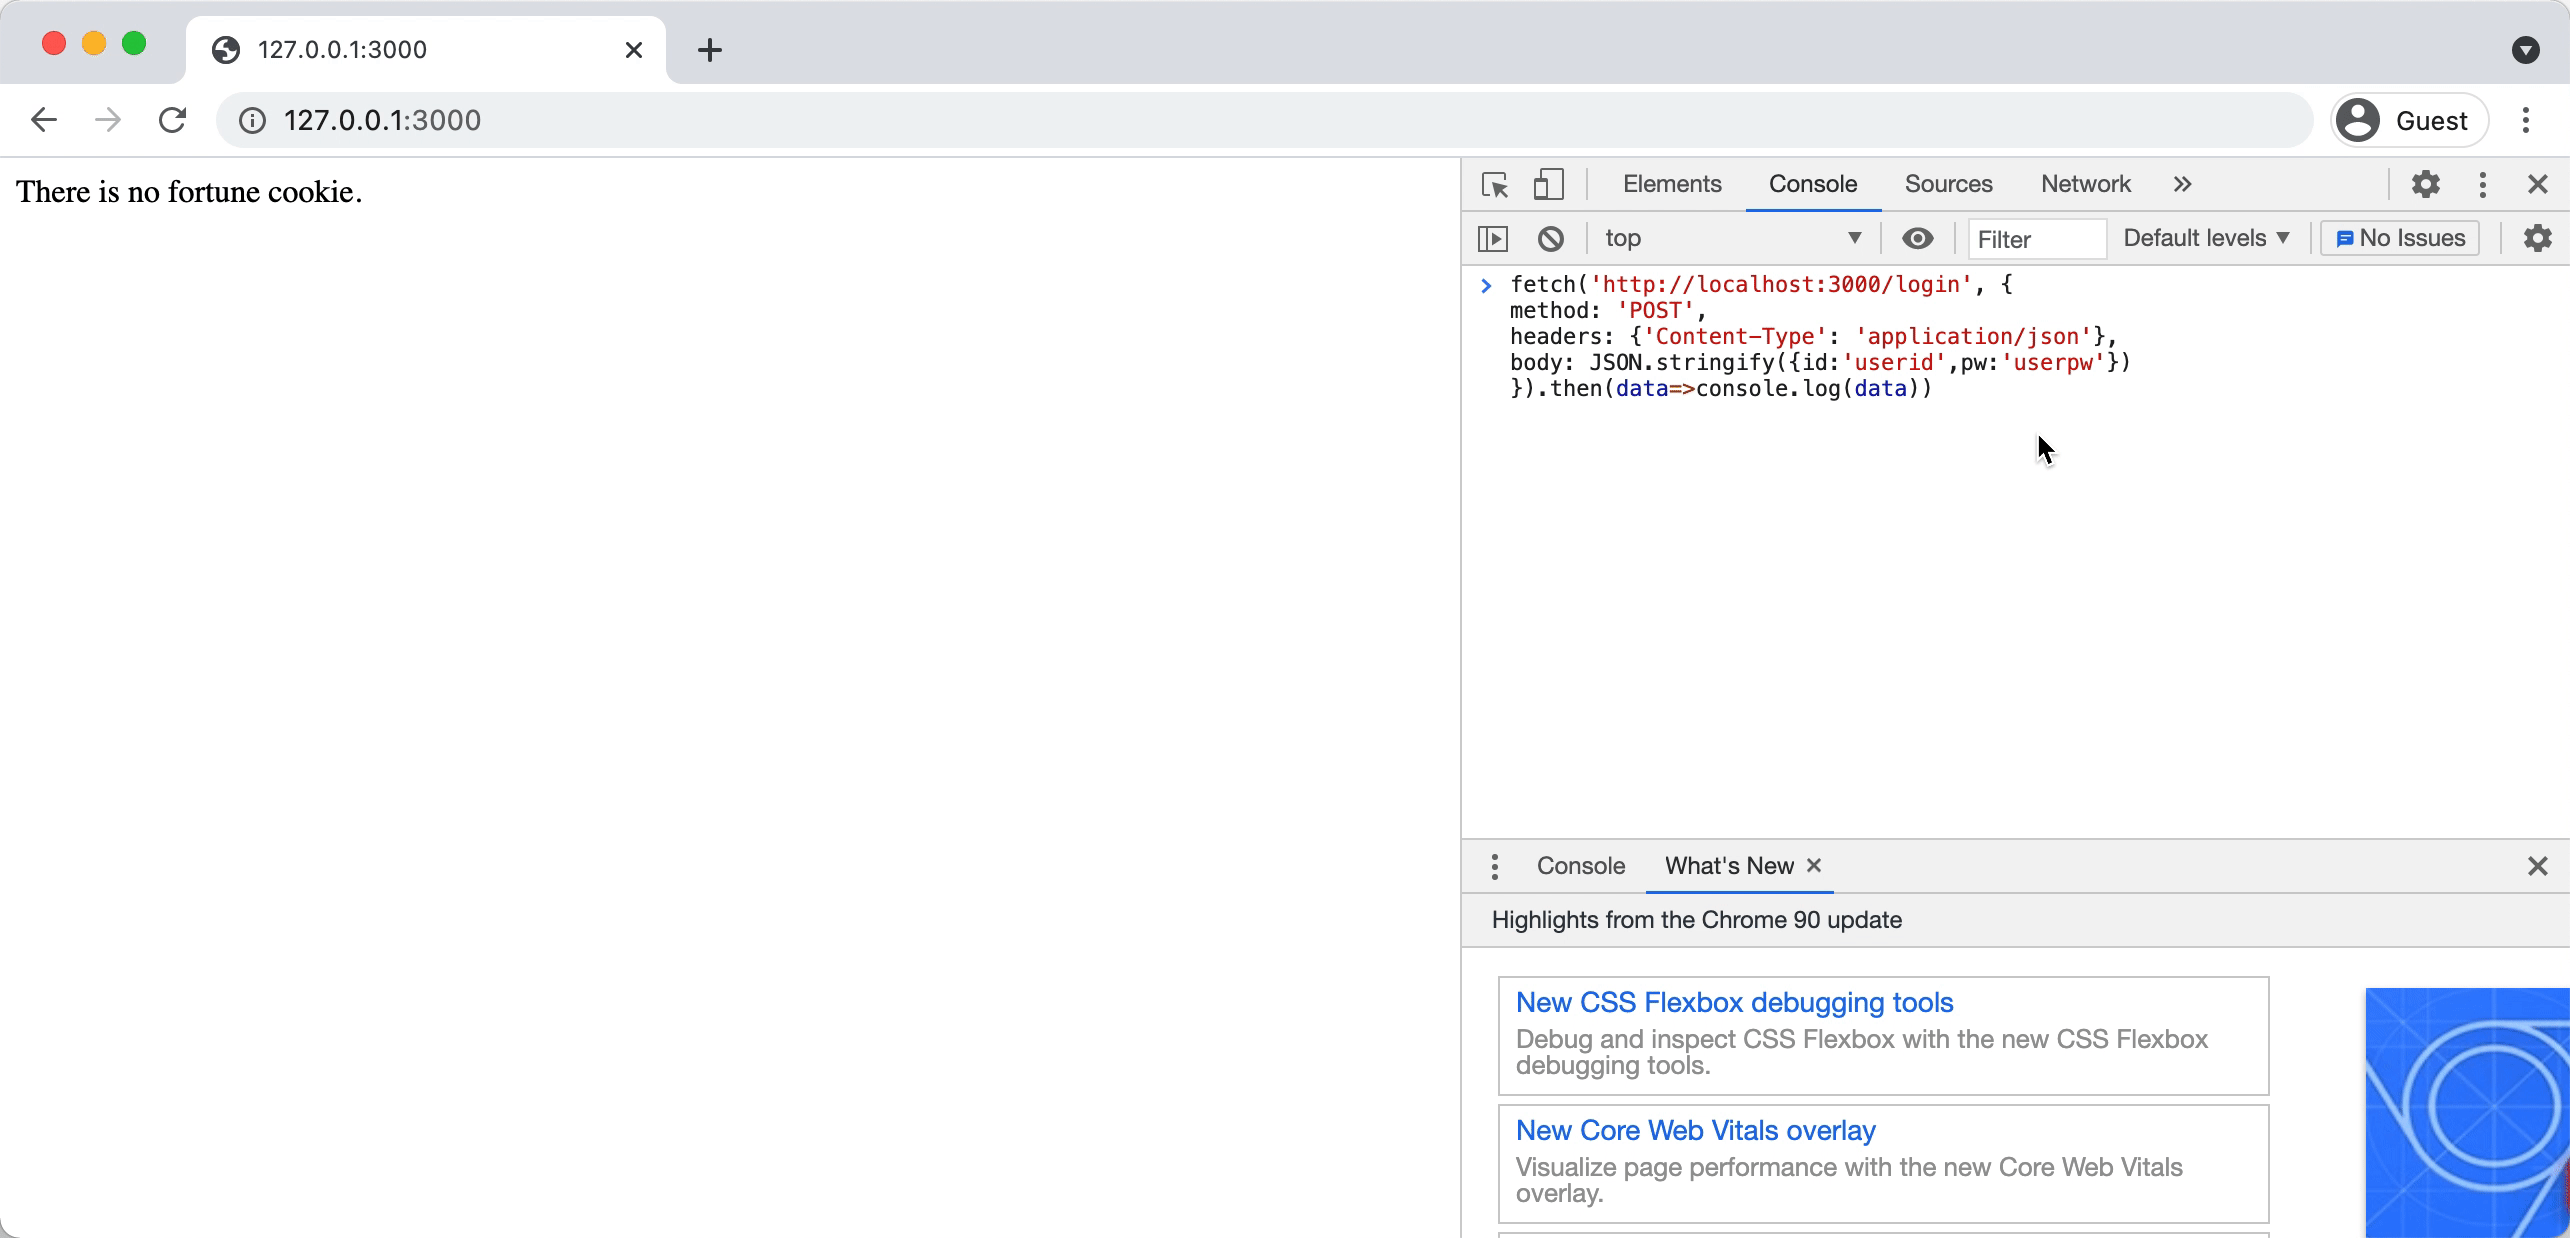 127.0.0.1:3000
127.0.0.1:3000
Guest
There is no fortune cookie.
Elements Console Sources Network
top Filter Default levels No Issues
fetch('http://localhost:3000/login', {
method: 'POST',
headers: {'Content-Type': 'application/json'},
body: JSON.stringify({id:'userid',pw:'userpw'})
}).then(data=>console.log(data))
Console What's New
Highlights from the Chrome 90 update
New CSS Flexbox debugging tools
Debug and inspect CSS Flexbox with the new CSS Flexbox
debugging tools.
New Core Web Vitals overlay
Visualize page performance with the new Core Web Vitals
overlay.